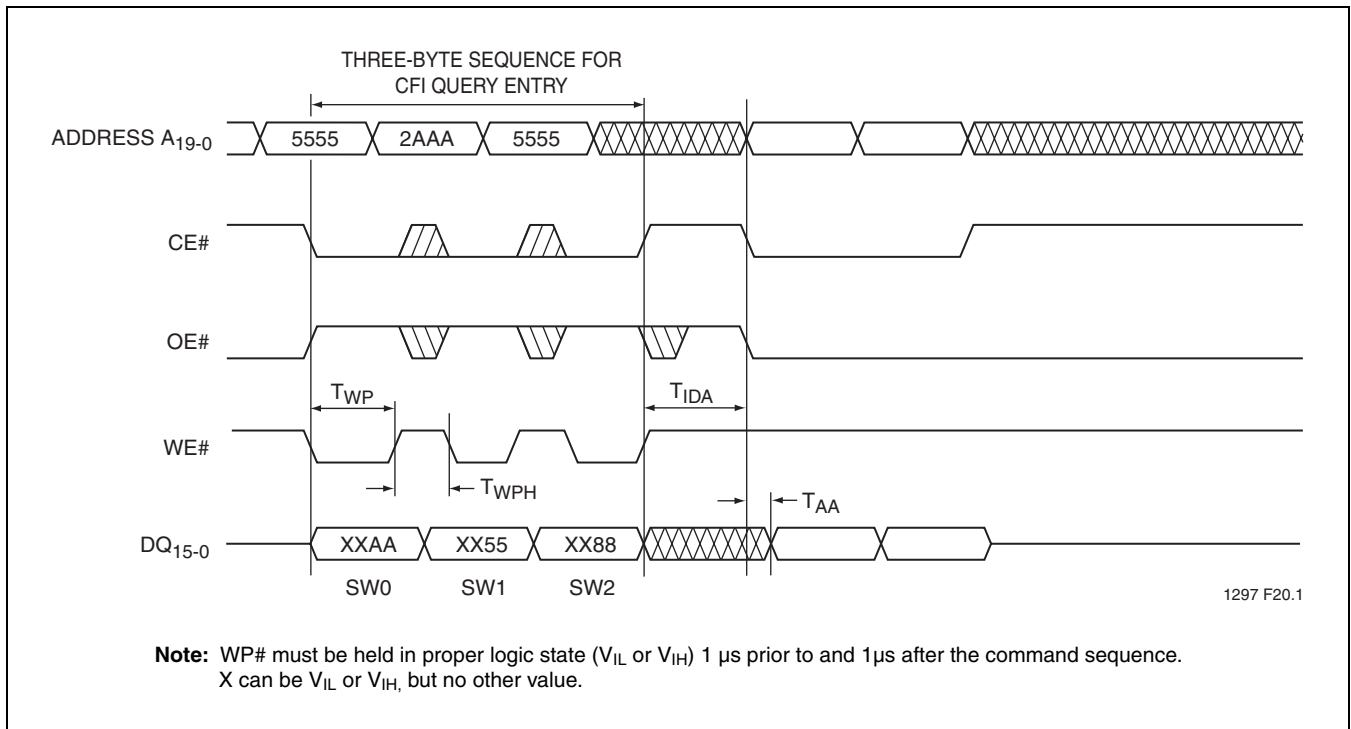 THREE-BYTE SEQUENCE FOR
CFI QUERY ENTRY
ADDRESS A19-0
5555 2AAA 5555
CE#
OE#
TWP TIDA
WE#
TWPH TAA
DQ15-0
XXAA XX55 XX88
SW0 SW1 SW2
1297 F20.1
Note: WP# must be held in proper logic state (VIL or VIH) 1 µs prior to and 1µs after the command sequence.
X can be VIL or VIH, but no other value.